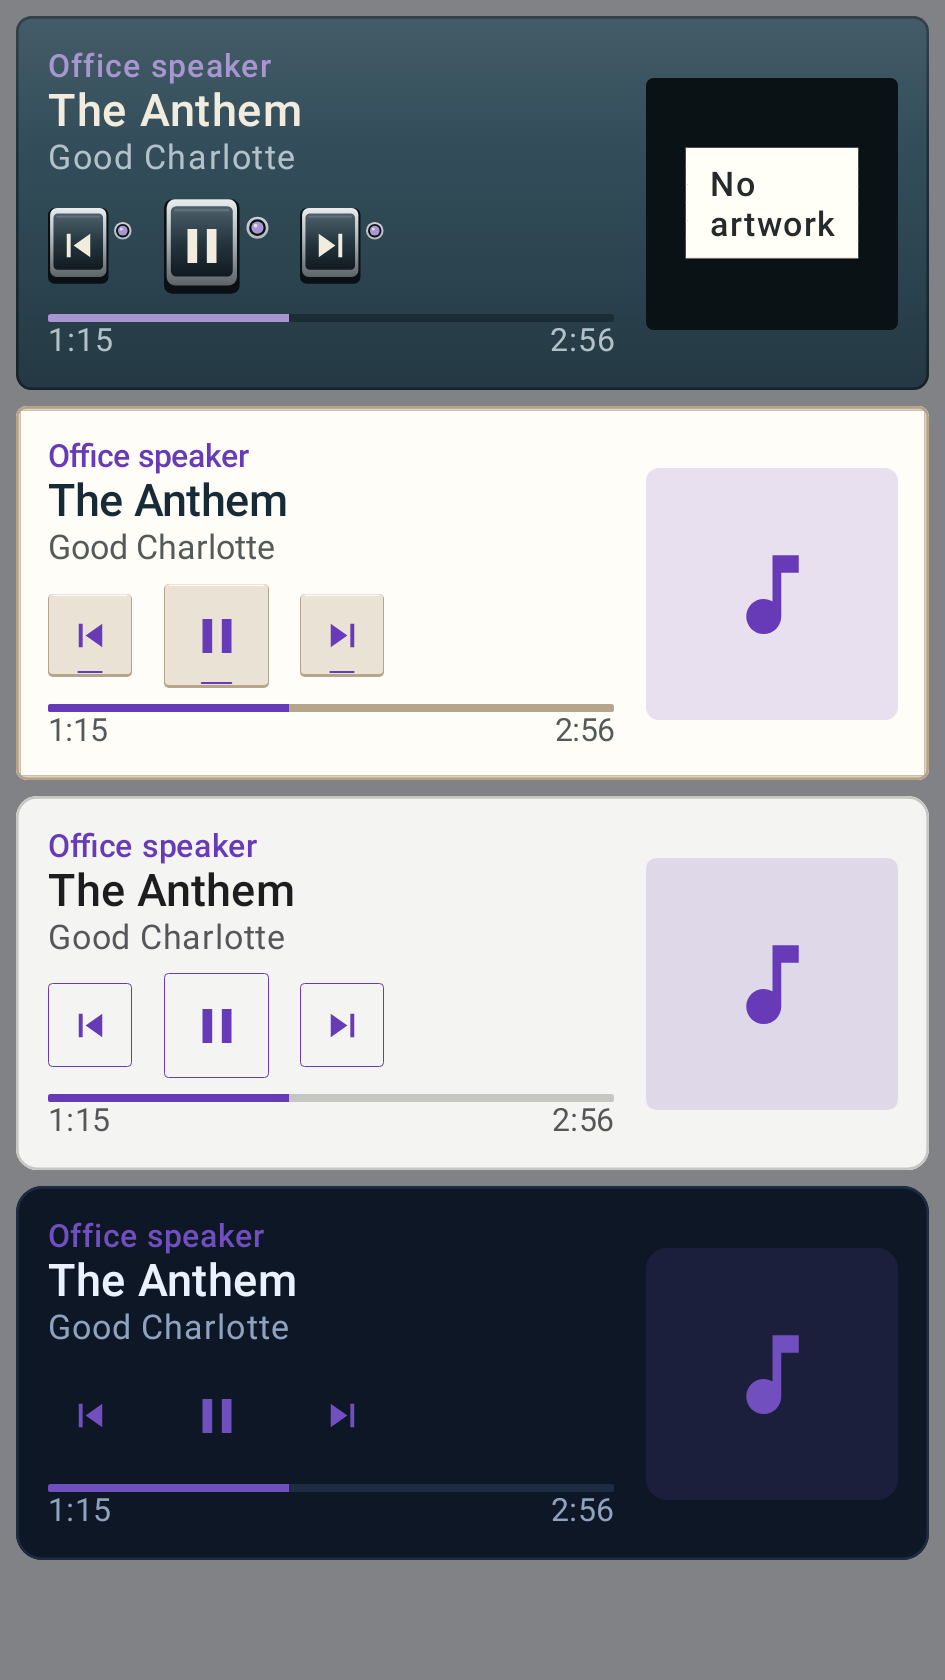 Office speaker
The Anthem
Good Charlotte
No
artwork
1:15
2:56
Office speaker
The Anthem
Good Charlotte
1:15
2:56
Office speaker
The Anthem
Good Charlotte
1:15
2:56
Office speaker
The Anthem
Good Charlotte
1:15
2:56